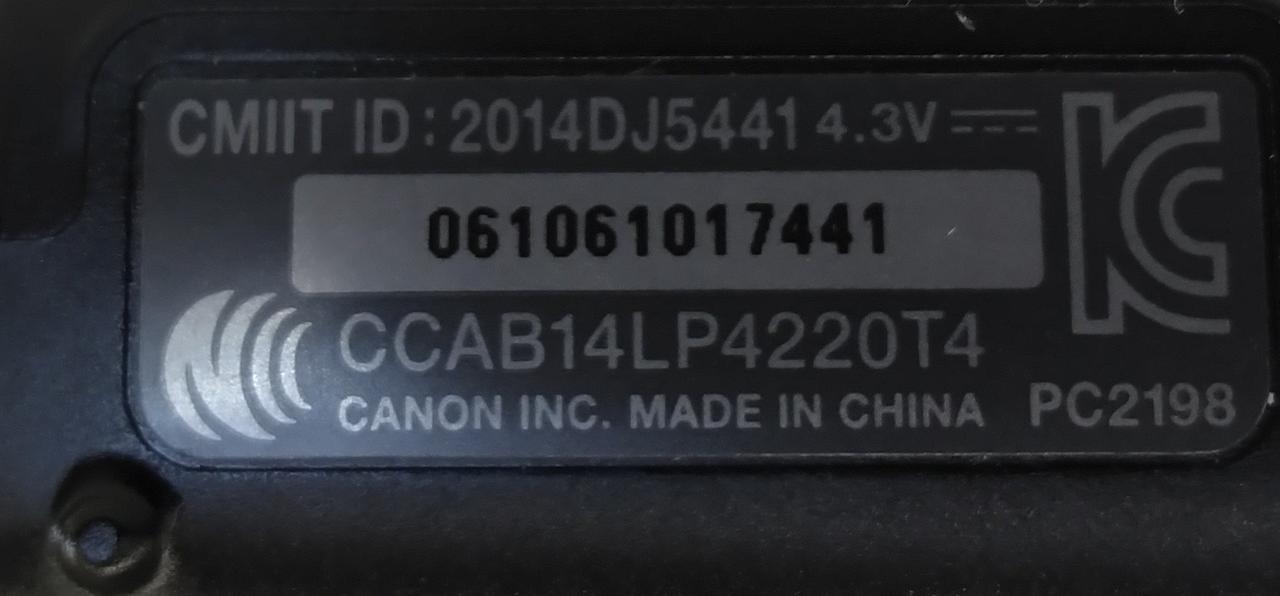 CMIIT ID: 2014DJ5441 4.3V
061061017441
CCAB14LP4220T4
CANON INC. MADE IN CHINA PC2198